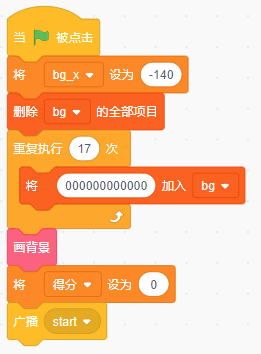 当 被点击
将 bg_x 设为 -140
删除 bg 的全部项目
重复执行 17 次
将 000000000000 加入 bg
画背景
将 得分 设为 0
广播 start